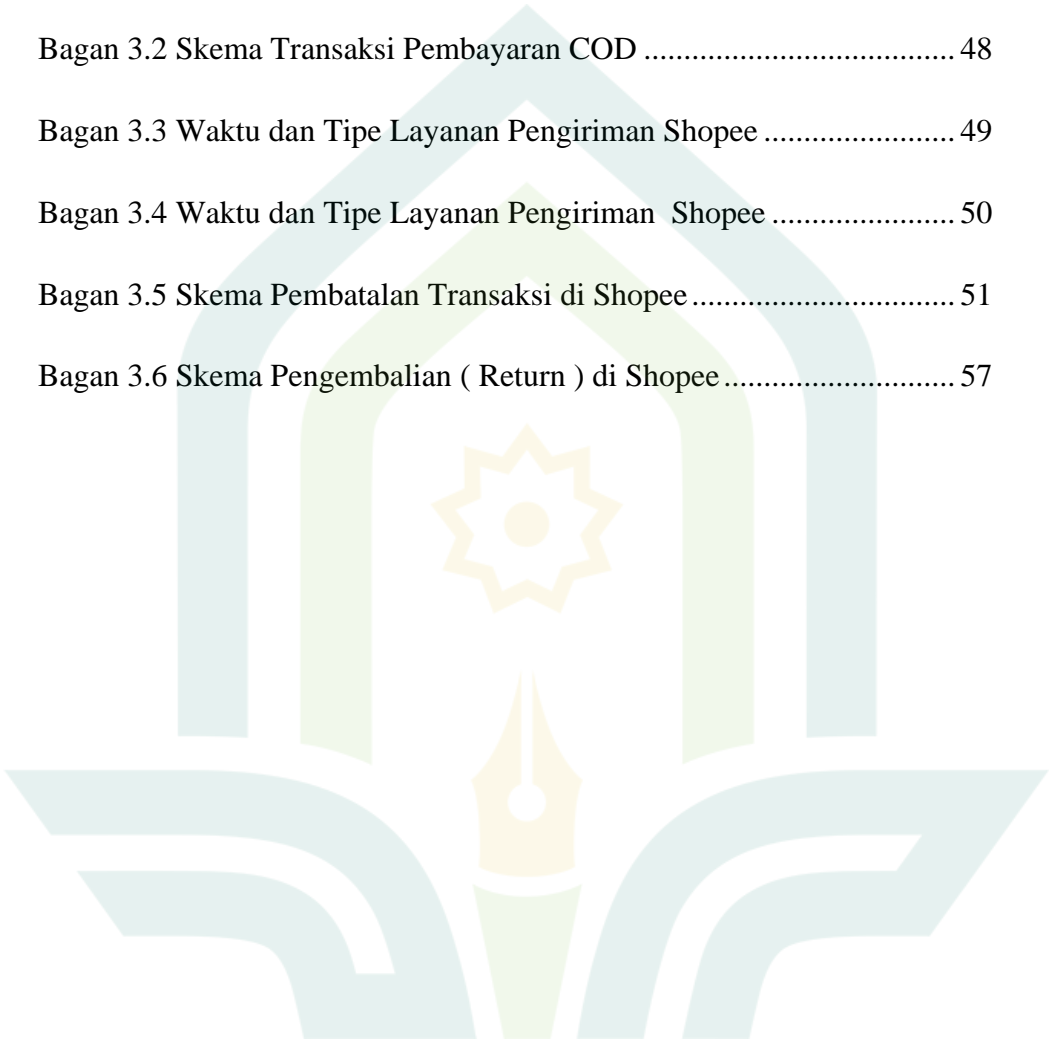 Bagan 3.2 Skema Transaksi Pembayaran COD ................................... 48
Bagan 3.3 Waktu dan Tipe Layanan Pengiriman Shopee ...................... 49
Bagan 3.4 Waktu dan Tipe Layanan Pengiriman  Shopee ..................... 50
Bagan 3.5 Skema Pembatalan Transaksi di Shopee .............................. 51
Bagan 3.6 Skema Pengembalian ( Return ) di Shopee .......................... 57